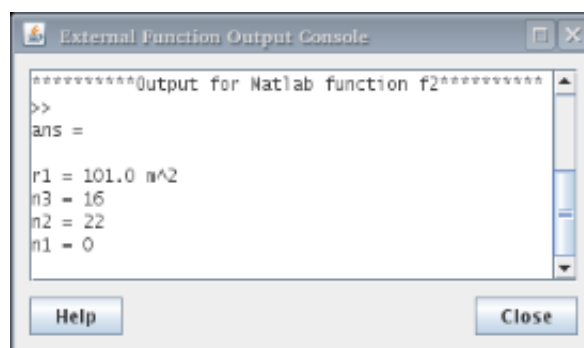 External Function Output Console
**********Output for Matlab function f2**********
>>
ans =
r1 = 101.0 m^2
n3 = 16
n2 = 22
n1 = 0
Help
Close